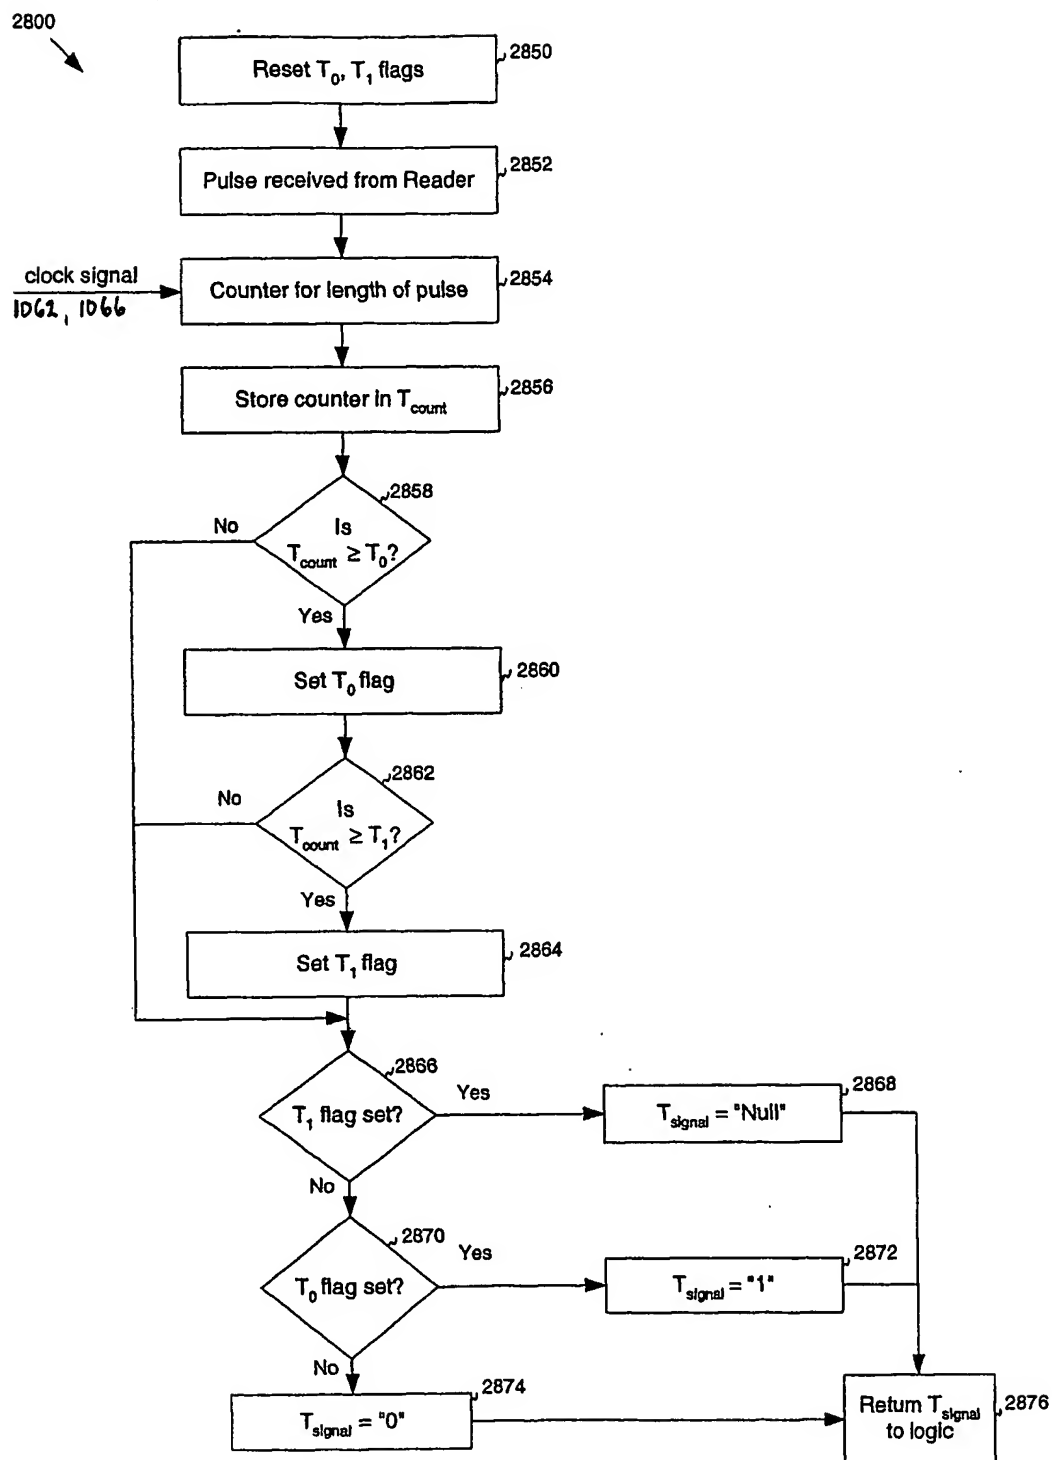 2800
Reset T0, T1 flags
2850
Pulse received from Reader
2852
clock signal
1062, 1066
Counter for length of pulse
2854
Store counter in Tcount
2856
2858
No
Is
Tcount ≥ T0?
Yes
Set T0 flag
2860
2862
No
Is
Tcount ≥ T1?
Yes
Set T1 flag
2864
2866
T1 flag set?
Yes
2868
Tsignal = "Null"
No
2870
T0 flag set?
Yes
2872
Tsignal = "1"
No
2874
Tsignal = "0"
Return Tsignal
to logic
2876